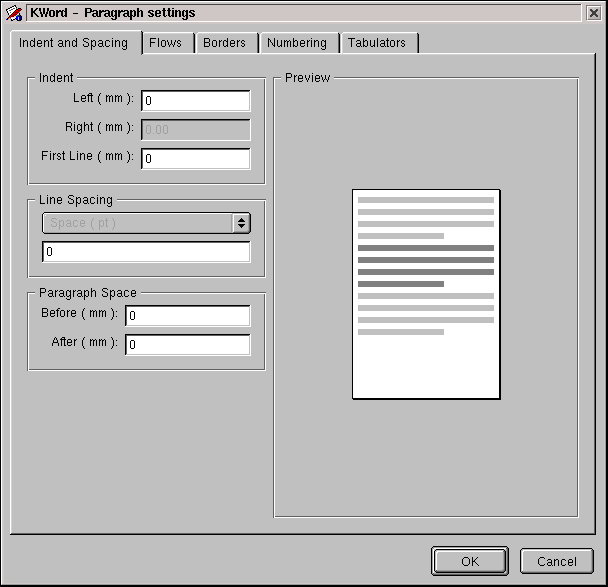 KWord - Paragraph settings
Indent and Spacing Flows Borders Numbering Tabulators
Indent
Left ( mm ): 0
Right ( mm ): 0.00
First Line ( mm ): 0
Line Spacing
Space ( pt )
0
Paragraph Space
Before ( mm ): 0
After ( mm ): 0
Preview
OK Cancel